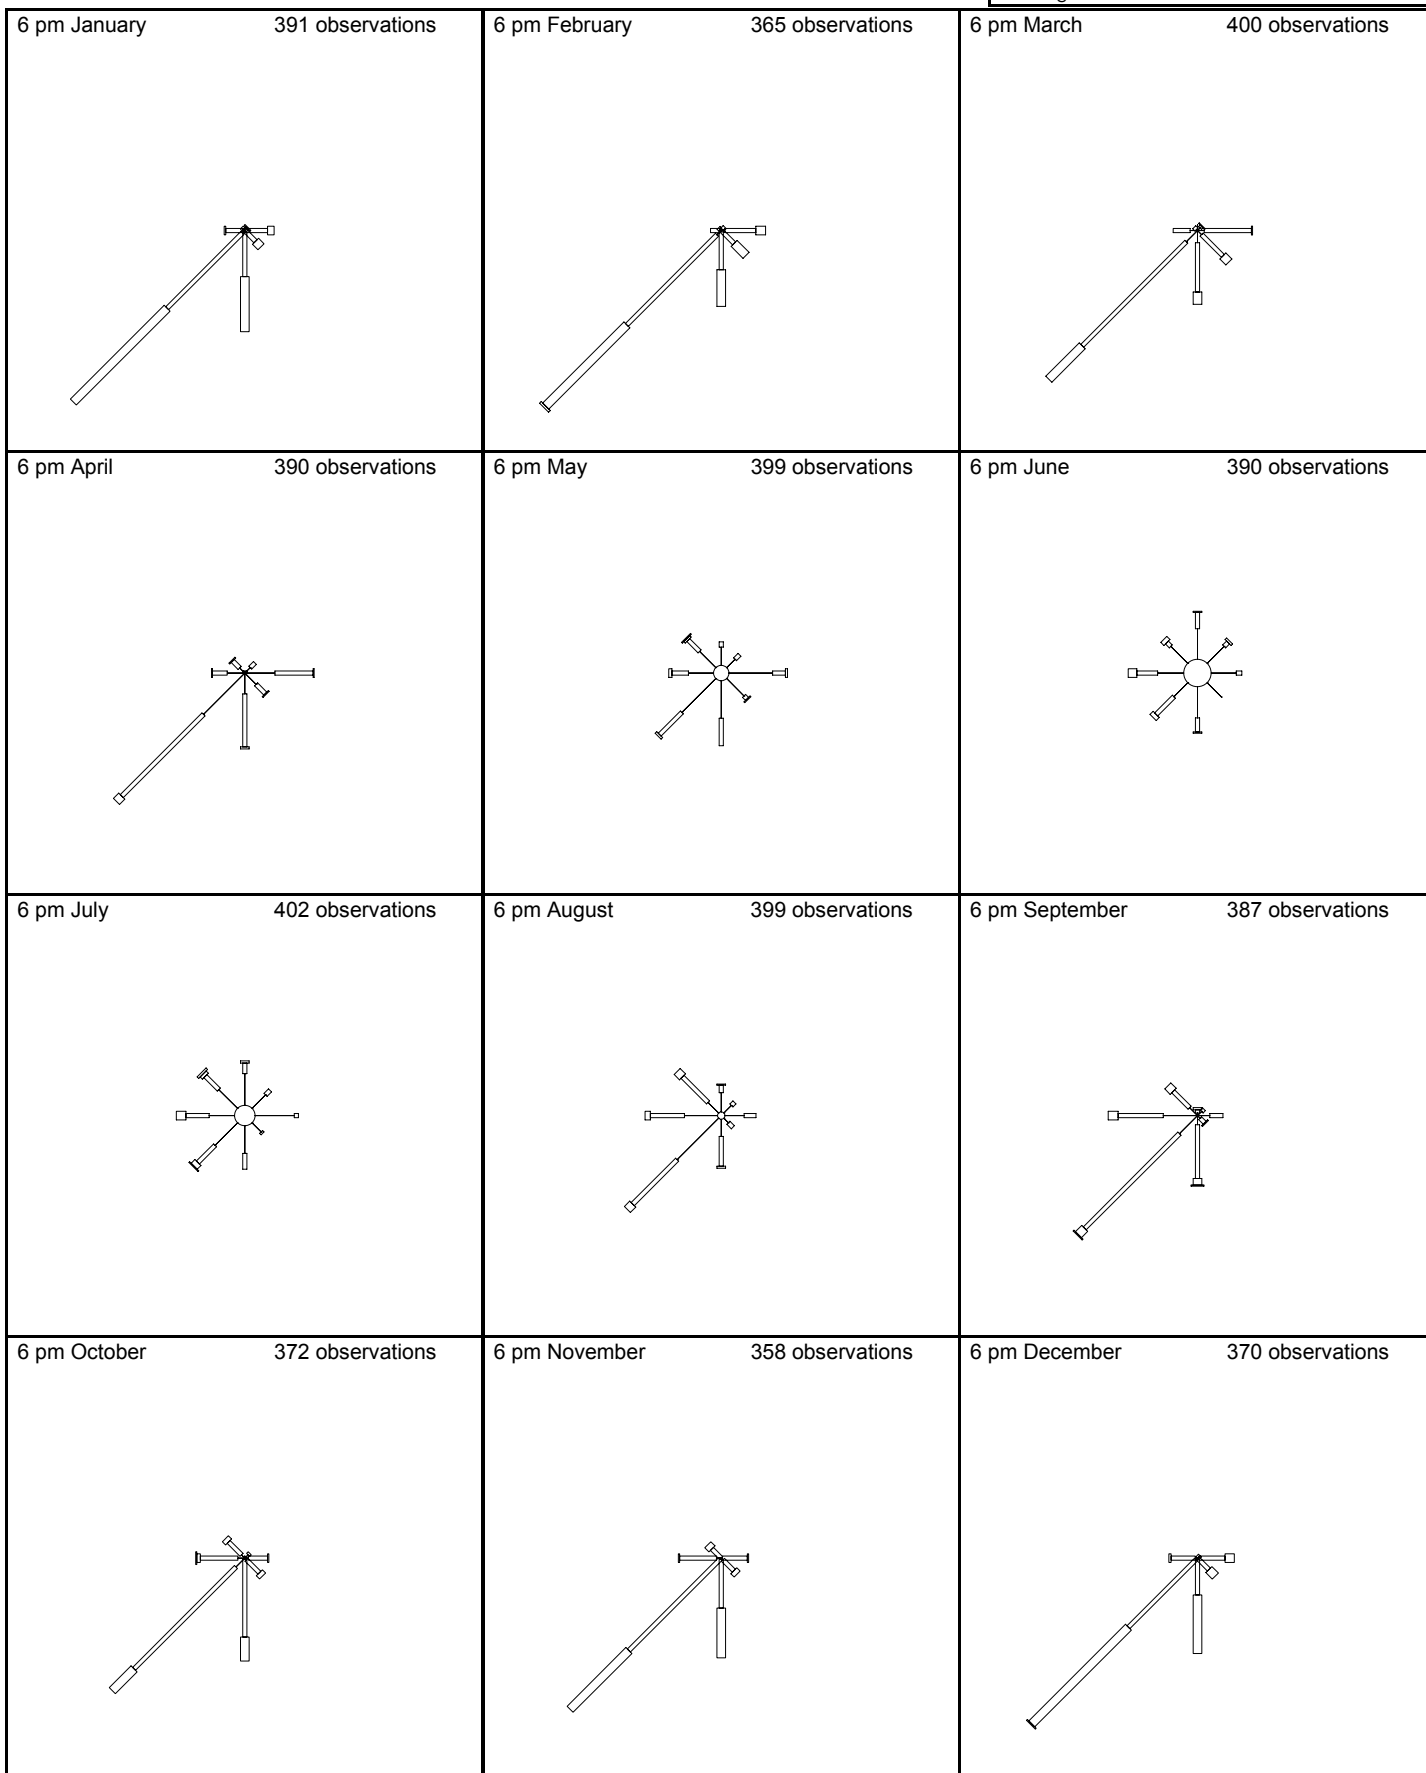 6 pm January 391 observations
6 pm February 365 observations
6 pm March 400 observations
6 pm April 390 observations
6 pm May 399 observations
6 pm June 390 observations
6 pm July 402 observations
6 pm August 399 observations
6 pm September 387 observations
6 pm October 372 observations
6 pm November 358 observations
6 pm December 370 observations